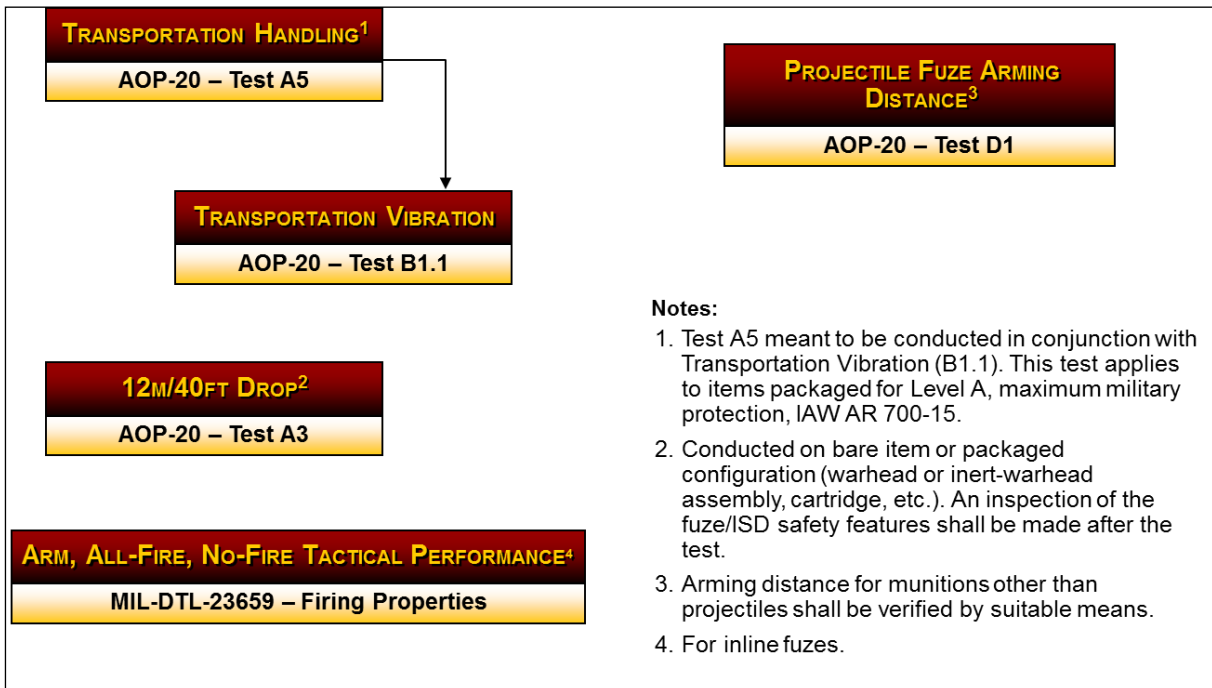 TRANSPORTATION HANDLING¹
AOP-20 – Test A5
PROJECTILE FUZE ARMING
DISTANCE³
AOP-20 – Test D1
TRANSPORTATION VIBRATION
AOP-20 – Test B1.1
12M/40FT DROP²
AOP-20 – Test A3
ARM, ALL-FIRE, NO-FIRE TACTICAL PERFORMANCE⁴
MIL-DTL-23659 – Firing Properties
Notes:
1. Test A5 meant to be conducted in conjunction with
Transportation Vibration (B1.1). This test applies
to items packaged for Level A, maximum military
protection, IAW AR 700-15.
2. Conducted on bare item or packaged
configuration (warhead or inert-warhead
assembly, cartridge, etc.). An inspection of the
fuze/ISD safety features shall be made after the
test.
3. Arming distance for munitions other than
projectiles shall be verified by suitable means.
4. For inline fuzes.